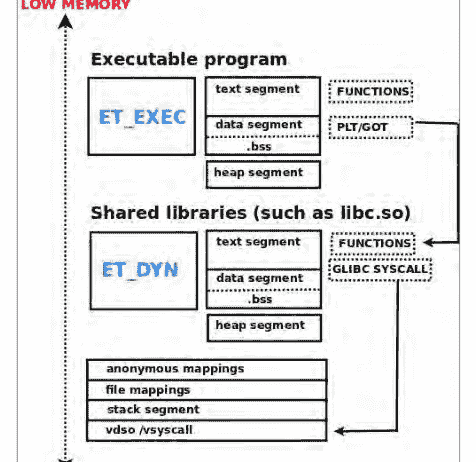 LOW MEMORY
Executable program
ET_EXEC
text segment
FUNCTIONS
data segment
PLT/GOT
.bss
heap segment
Shared libraries (such as libc.so)
ET_DYN
text segment
FUNCTIONS
GLIBC SYSCALL
data segment
.bss
heap segment
anonymous mappings
file mappings
stack segment
vdso /vsyscall